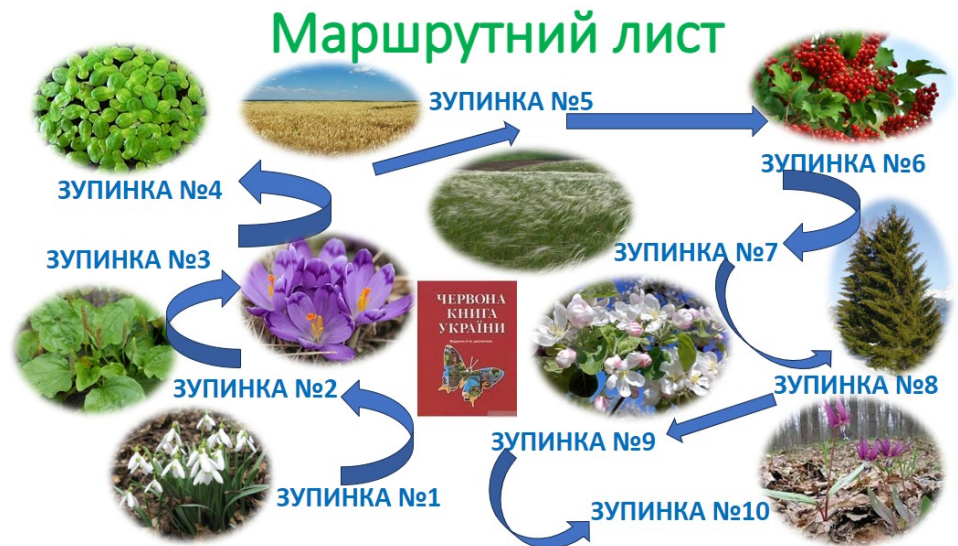 Маршрутний лист
ЗУПИНКА №5
ЗУПИНКА №6
ЗУПИНКА №4
ЗУПИНКА №3
ЗУПИНКА №7
ЧЕРВОНА
КНИГА
УКРАЇНИ
ЗУПИНКА №2
ЗУПИНКА №8
ЗУПИНКА №9
ЗУПИНКА №1
ЗУПИНКА №10